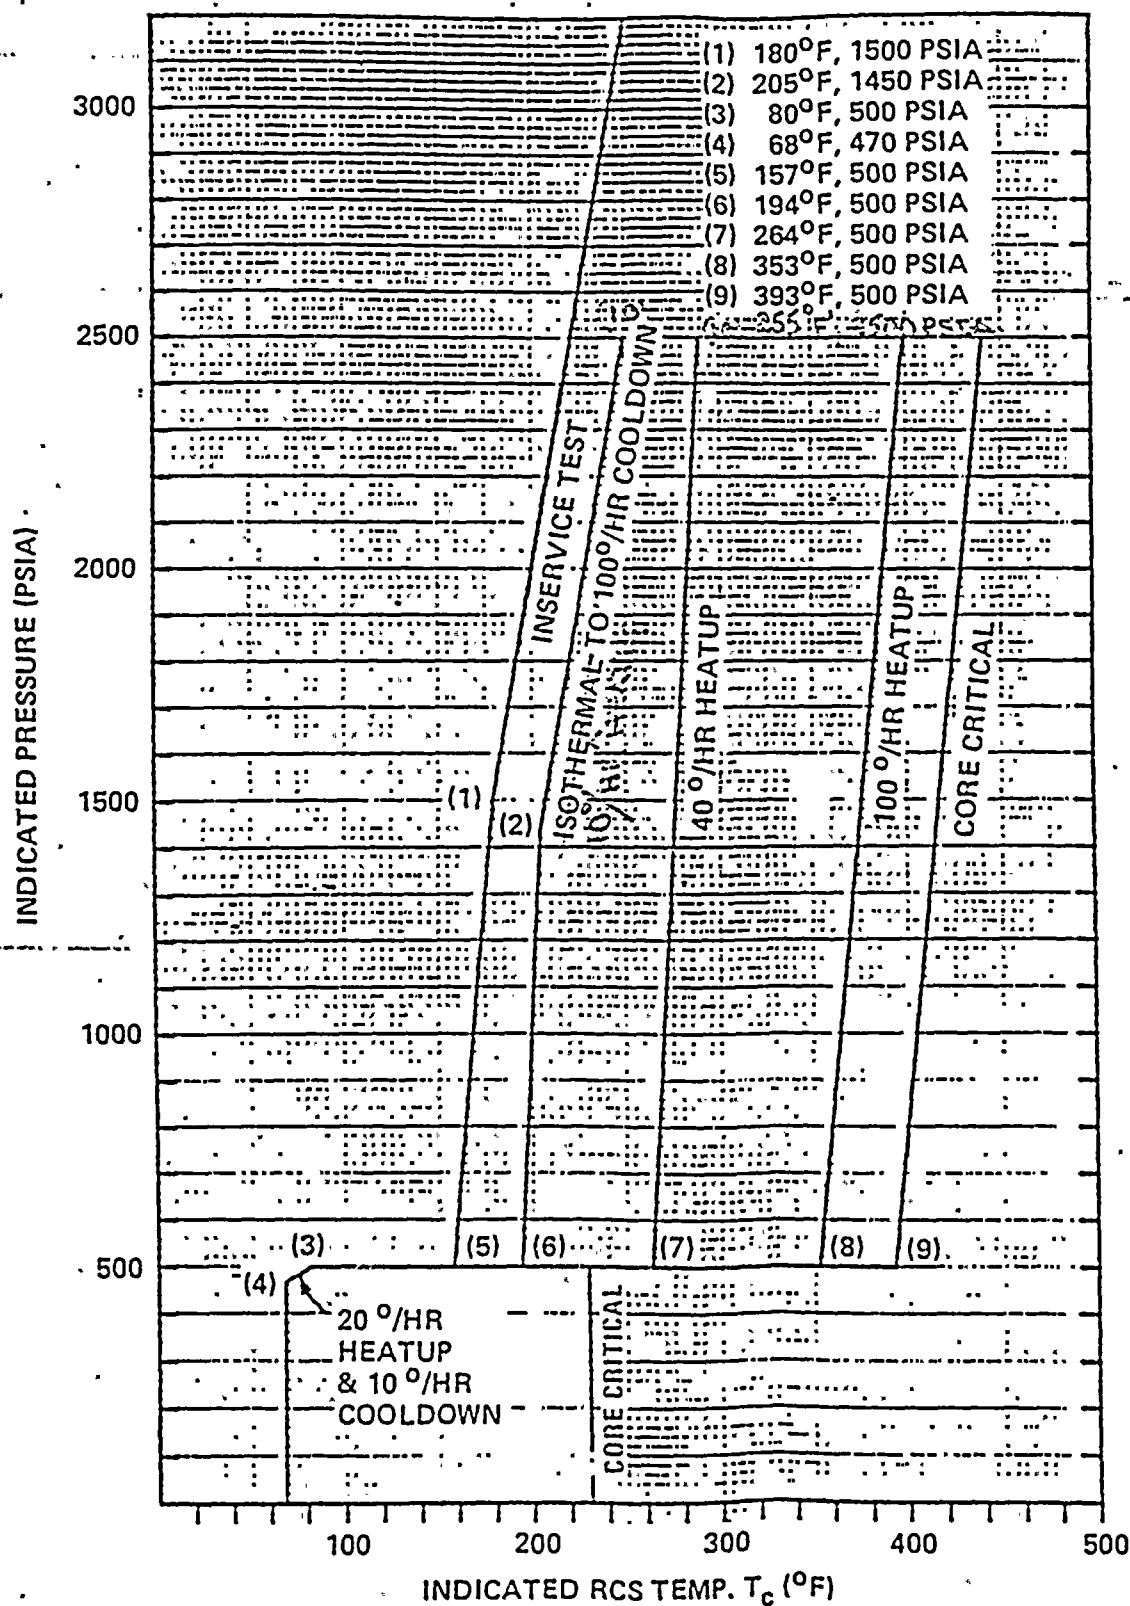 (1) 180°F, 1500 PSIA
(2) 205°F, 1450 PSIA
(3) 80°F, 500 PSIA
(4) 68°F, 470 PSIA
(5) 157°F, 500 PSIA
(6) 194°F, 500 PSIA
(7) 264°F, 500 PSIA
(8) 353°F, 500 PSIA
(9) 393°F, 500 PSIA
INDICATED PRESSURE (PSIA)
3000
2500
2000
1500
1000
500
INSERVICE TEST
ISOTHERMAL TO 100°/HR COOLDOWN
40°/HR HEATUP
100°/HR HEATUP
CORE CRITICAL
(1)
(2)
(3)
(4)
(5)
(6)
(7)
(8)
(9)
20°/HR
HEATUP
& 10°/HR
COOLDOWN
CORE CRITICAL
100
200
300
400
500
INDICATED RCS TEMP. Tc (°F)